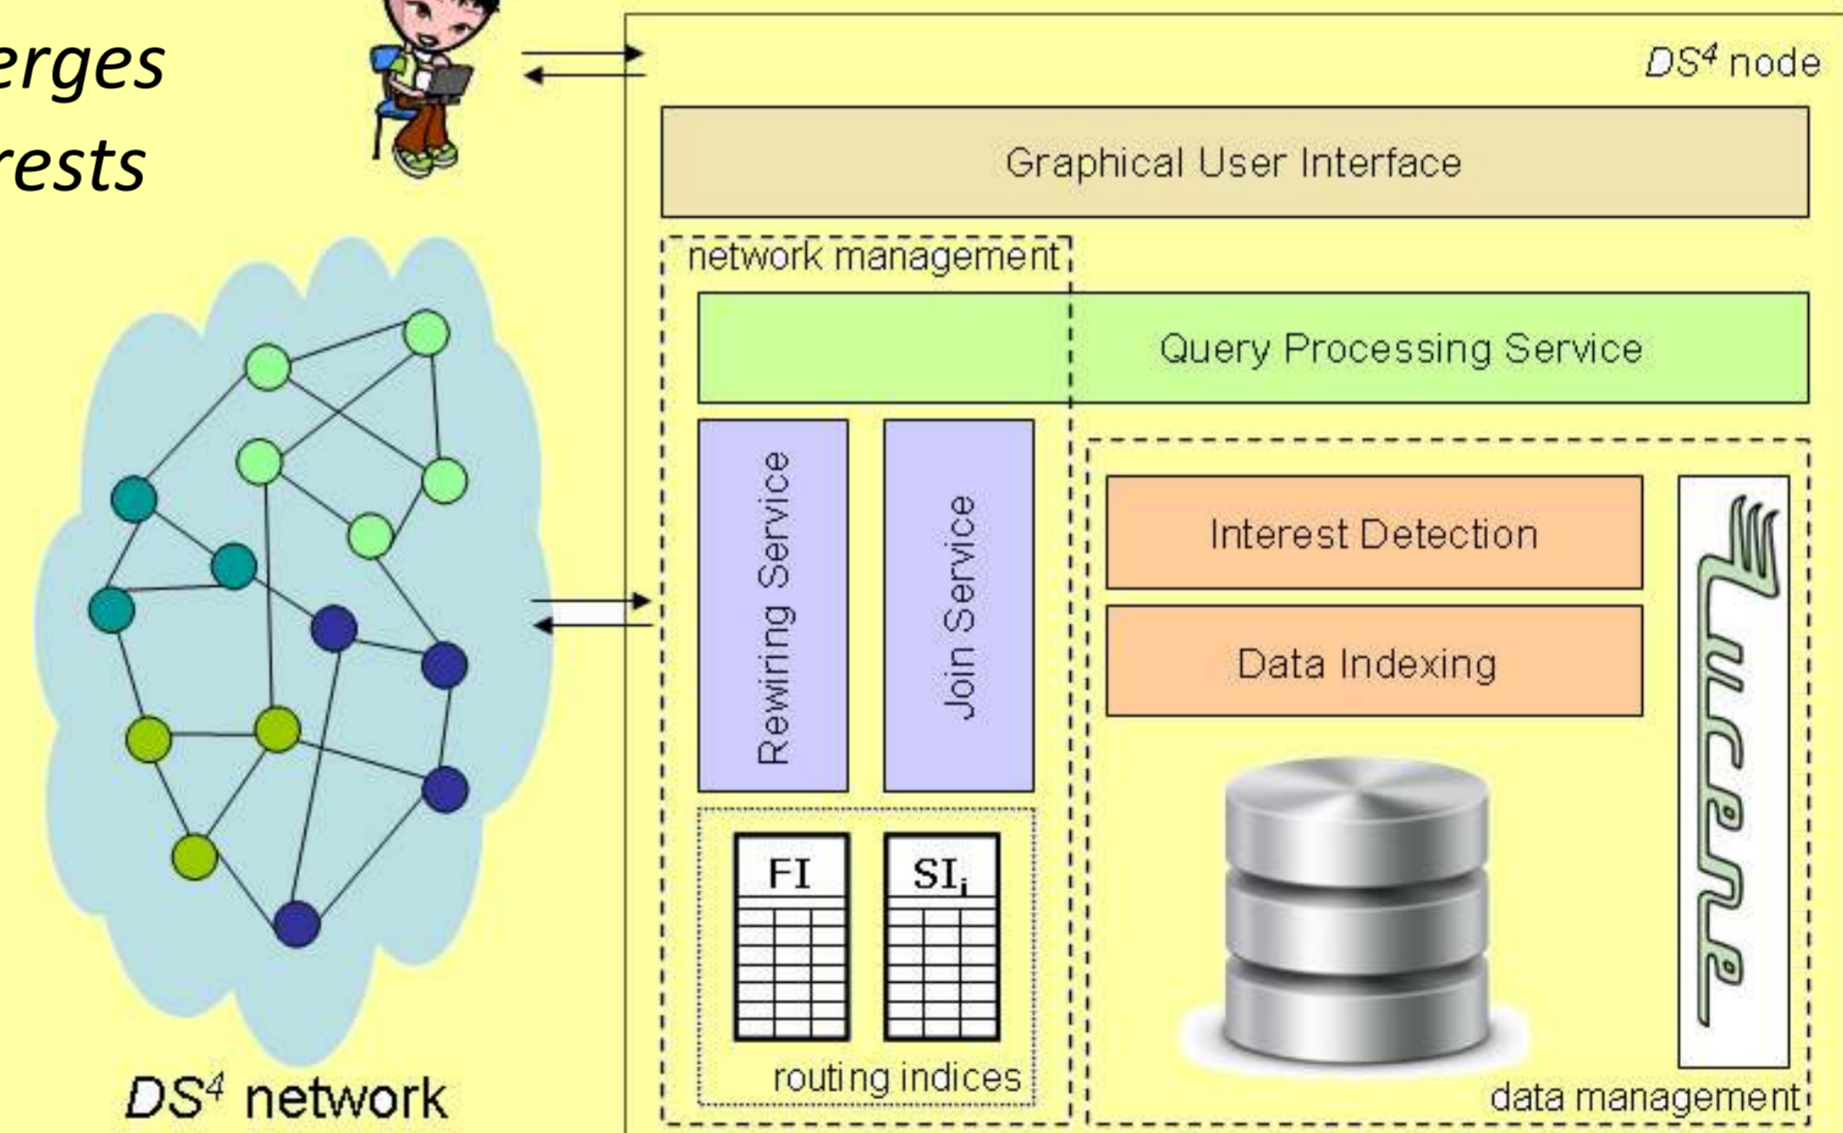 erges
rests
DS⁴ node
Graphical User Interface
network management
Query Processing Service
Rewiring Service
Join Service
Interest Detection
Data Indexing
Lucene
FI
SIᵢ
routing indices
data management
DS⁴ network